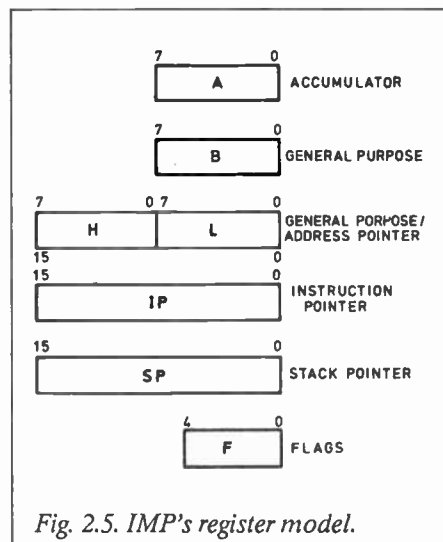 7 0
A ACCUMULATOR
7 0
B GENERAL PURPOSE
7 0 7 0
H L GENERAL PORPOSE/
ADDRESS POINTER
15 0
15 0
IP INSTRUCTION
POINTER
15 0
SP STACK POINTER
4 0
F FLAGS
Fig. 2.5. IMP's register model.